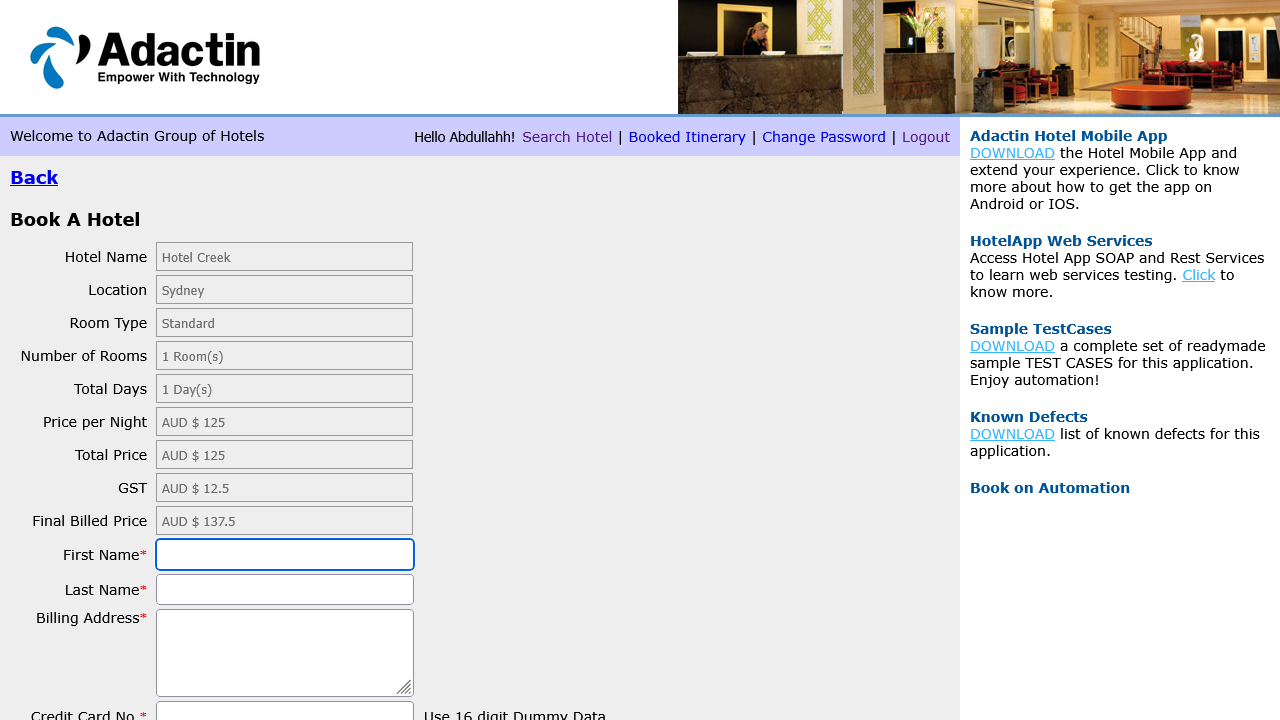 Adactin
Empower With Technology
Welcome to Adactin Group of Hotels
Hello Abdullahh! Search Hotel | Booked Itinerary | Change Password | Logout
Back
Book A Hotel
Hotel Name Hotel Creek
Location Sydney
Room Type Standard
Number of Rooms 1 Room(s)
Total Days 1 Day(s)
Price per Night AUD $ 125
Total Price AUD $ 125
GST AUD $ 12.5
Final Billed Price AUD $ 137.5
First Name*
Last Name*
Billing Address*
Credit Card No.* Use 16 digit Dummy Data
Adactin Hotel Mobile App
DOWNLOAD the Hotel Mobile App and
extend your experience. Click to know
more about how to get the app on
Android or IOS.
HotelApp Web Services
Access Hotel App SOAP and Rest Services
to learn web services testing. Click to
know more.
Sample TestCases
DOWNLOAD a complete set of readymade
sample TEST CASES for this application.
Enjoy automation!
Known Defects
DOWNLOAD list of known defects for this
application.
Book on Automation